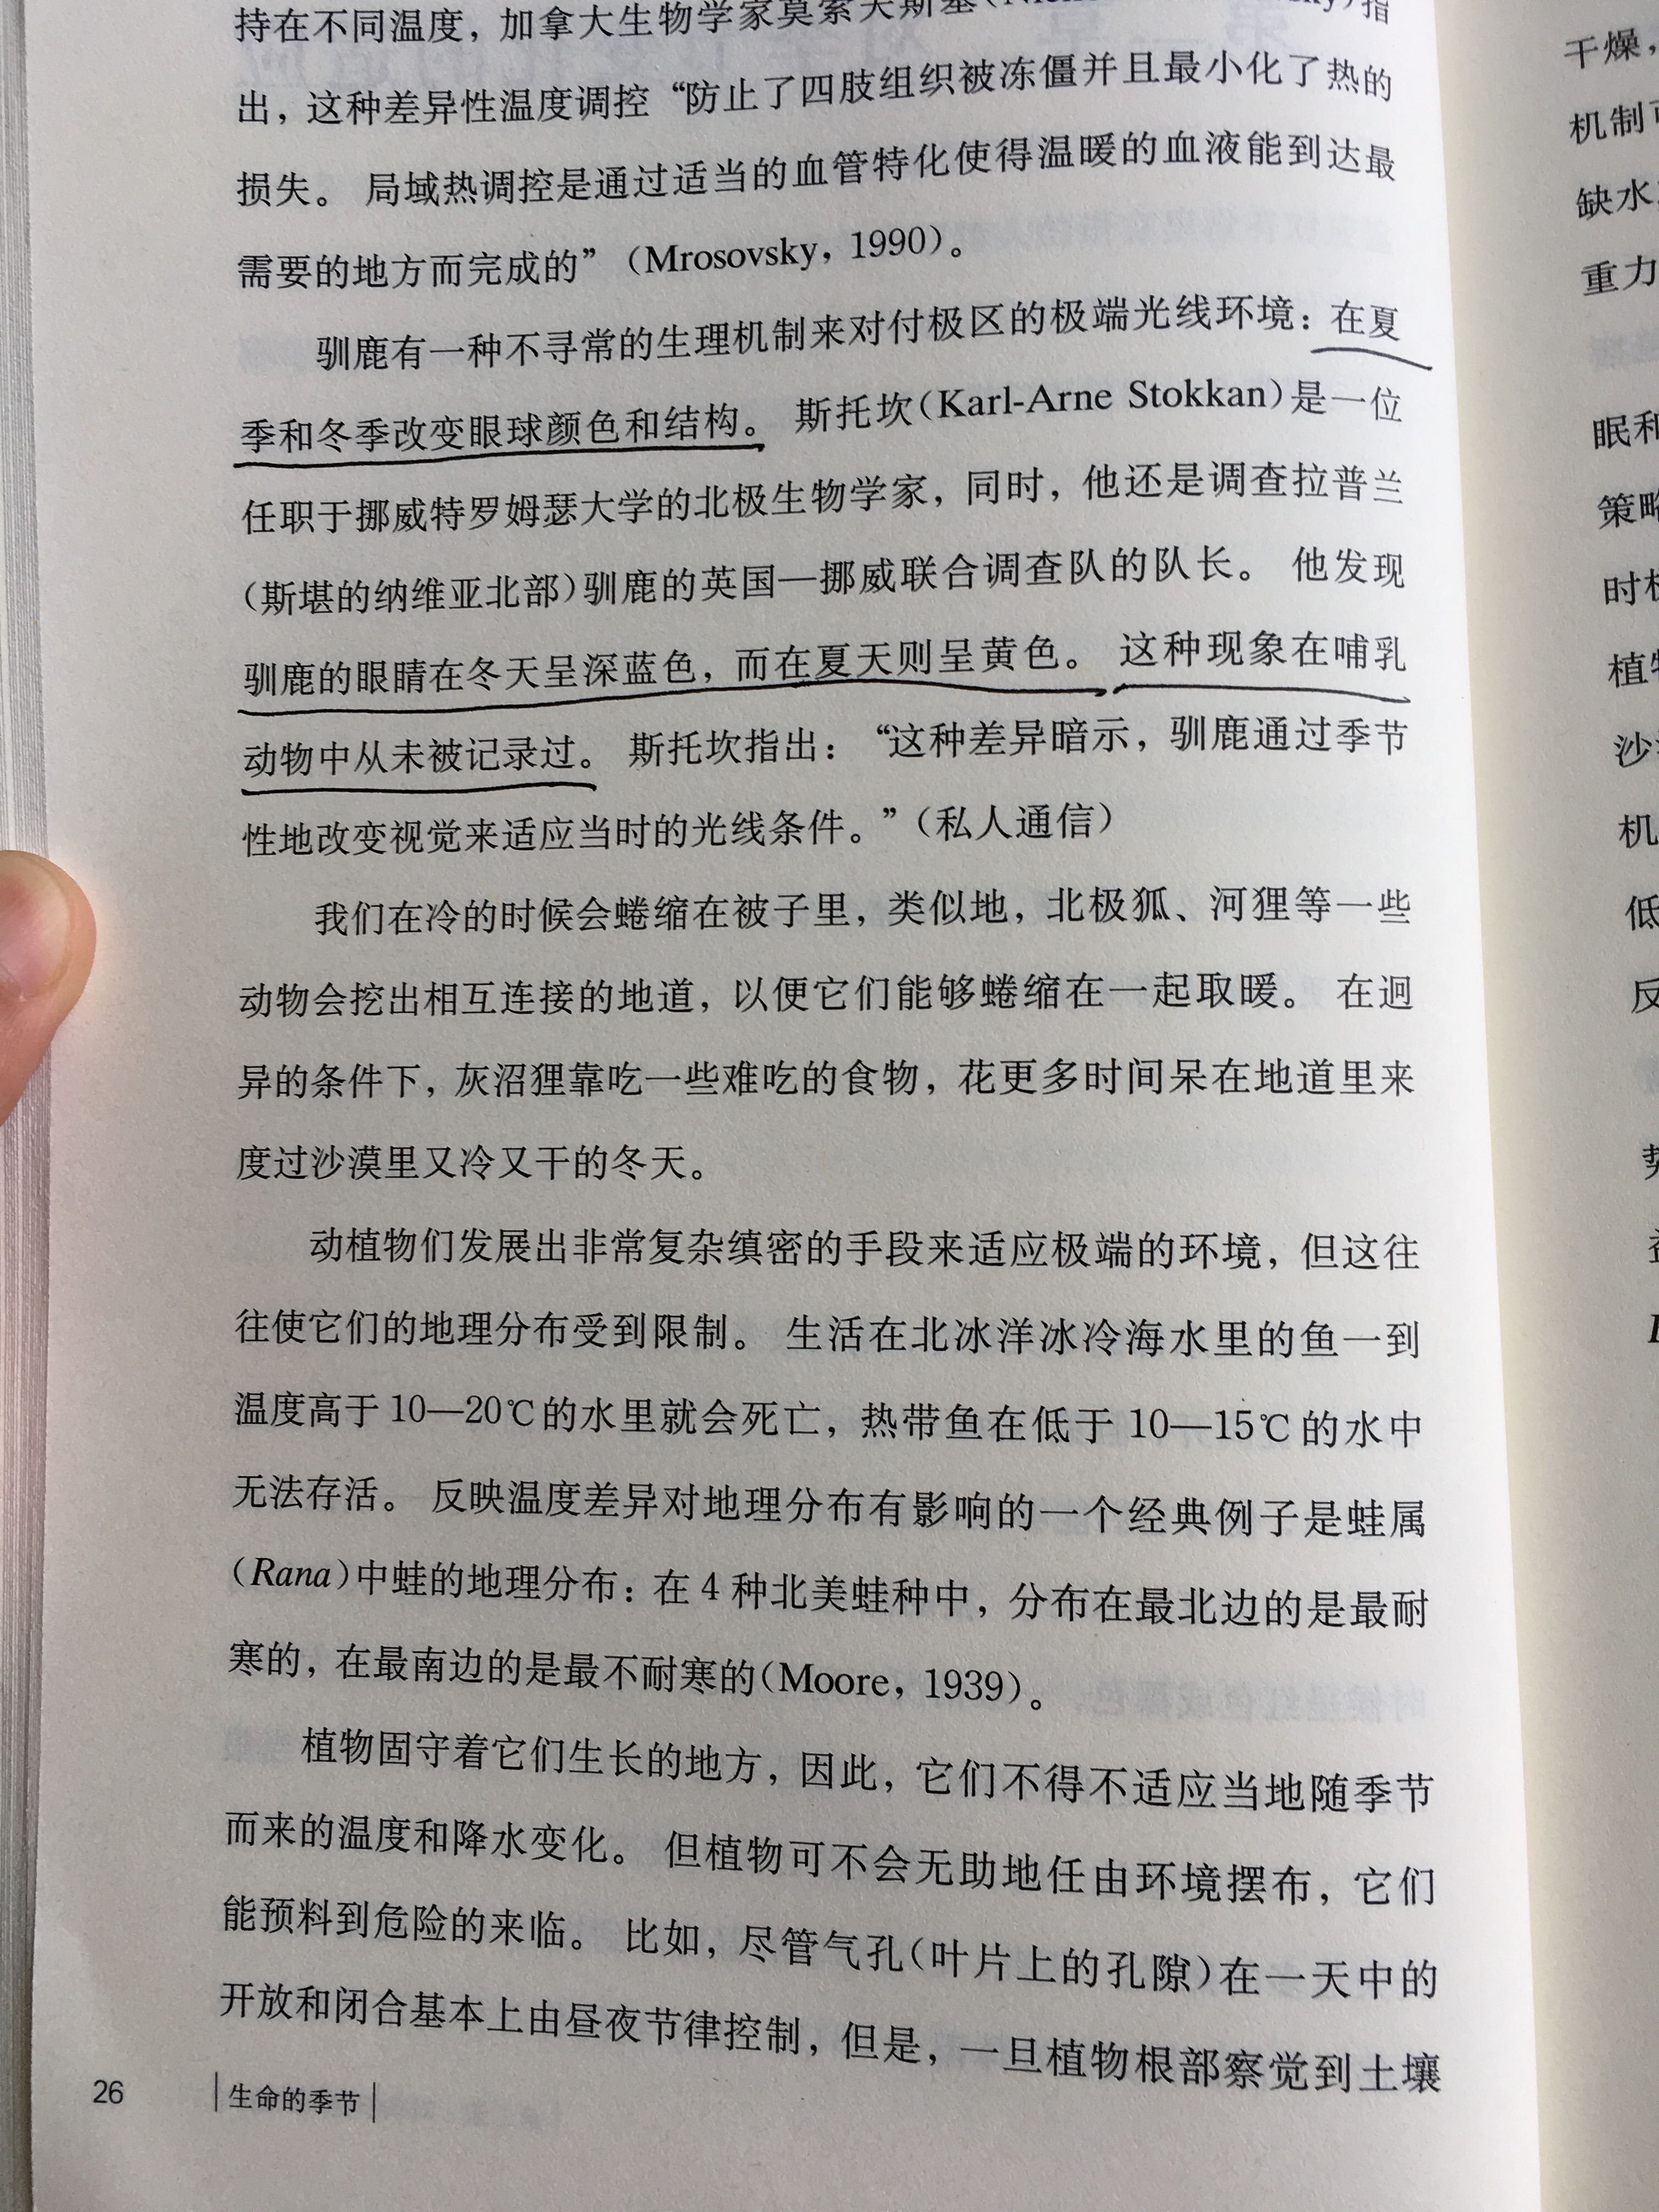 持在不同温度，加拿大生物学家莫索夫斯基(
指
出，这种差异性温度调控“防止了四肢组织被冻僵并且最小化了热的
损失。 局域热调控是通过适当的血管特化使得温暖的血液能到达最
需要的地方而完成的”（Mrosovsky，1990)。
驯鹿有一种不寻常的生理机制来对付极区的极端光线环境：在夏
季和冬季改变眼球颜色和结构。 斯托坎(Karl-Arne Stokkan)是一位
任职于挪威特罗姆瑟大学的北极生物学家，同时，他还是调查拉普兰
(斯堪的纳维亚北部)驯鹿的英国—挪威联合调查队的队长。 他发现
驯鹿的眼睛在冬天呈深蓝色，而在夏天则呈黄色。 这种现象在哺乳
动物中从未被记录过。 斯托坎指出：“这种差异暗示，驯鹿通过季节
性地改变视觉来适应当时的光线条件。”（私人通信）
我们在冷的时候会蜷缩在被子里，类似地，北极狐、河狸等一些
动物会挖出相互连接的地道，以便它们能够蜷缩在一起取暖。 在迥
异的条件下，灰沼狸靠吃一些难吃的食物，花更多时间呆在地道里来
度过沙漠里又冷又干的冬天。
动植物们发展出非常复杂缜密的手段来适应极端的环境，但这往
往使它们的地理分布受到限制。 生活在北冰洋冰冷海水里的鱼一到
温度高于 10—20℃的水里就会死亡，热带鱼在低于 10—15℃的水中
无法存活。 反映温度差异对地理分布有影响的一个经典例子是蛙属
(Rana)中蛙的地理分布：在 4 种北美蛙种中，分布在最北边的是最耐
寒的，在最南边的是最不耐寒的(Moore，1939)。
植物固守着它们生长的地方，因此，它们不得不适应当地随季节
而来的温度和降水变化。 但植物可不会无助地任由环境摆布，它们
能预料到危险的来临。 比如，尽管气孔(叶片上的孔隙)在一天中的
开放和闭合基本上由昼夜节律控制，但是，一旦植物根部察觉到土壤
26 |生命的季节|
干燥，
机制
缺水
重力
眠和
策略
时
植
沙
机
低
反